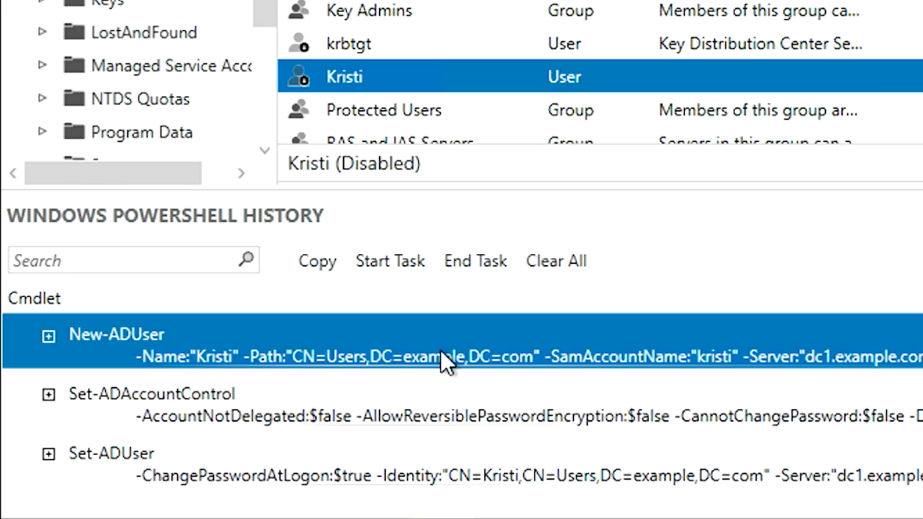 Keys
LostAndFound
Managed Service Acc
NTDS Quotas
Program Data
Key Admins Group Members of this group ca...
krbtgt User Key Distribution Center Se...
Kristi User
Protected Users Group Members of this group ar...
RAS and IAS Servers Group Servers in this group can a
Kristi (Disabled)
WINDOWS POWERSHELL HISTORY
Search Copy Start Task End Task Clear All
Cmdlet
New-ADUser
-Name:"Kristi" -Path:"CN=Users,DC=example,DC=com" -SamAccountName:"kristi" -Server:"dc1.example.com
Set-ADAccountControl
-AccountNotDelegated:$false -AllowReversiblePasswordEncryption:$false -CannotChangePassword:$false -D
Set-ADUser
-ChangePasswordAtLogon:$true -Identity:"CN=Kristi,CN=Users,DC=example,DC=com" -Server:"dc1.example